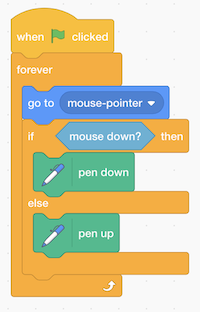 when clicked
forever
go to mouse-pointer
if mouse down? then
pen down
else
pen up